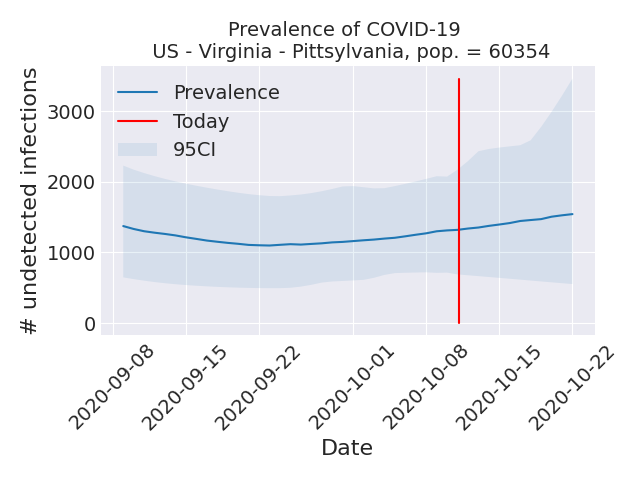 Prevalence of COVID-19
US - Virginia - Pittsylvania, pop. = 60354
# undetected infections
3000
2000
1000
0
Prevalence
Today
95CI
2020-09-08
2020-09-15
2020-09-22
2020-10-01
2020-10-08
2020-10-15
2020-10-22
Date